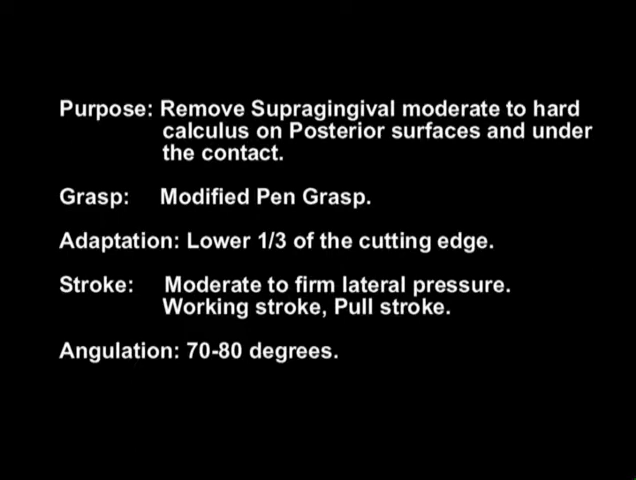 Purpose: Remove Supragingival moderate to hard
calculus on Posterior surfaces and under
the contact.
Grasp: Modified Pen Grasp.
Adaptation: Lower 1/3 of the cutting edge.
Stroke: Moderate to firm lateral pressure.
Working stroke, Pull stroke.
Angulation: 70-80 degrees.